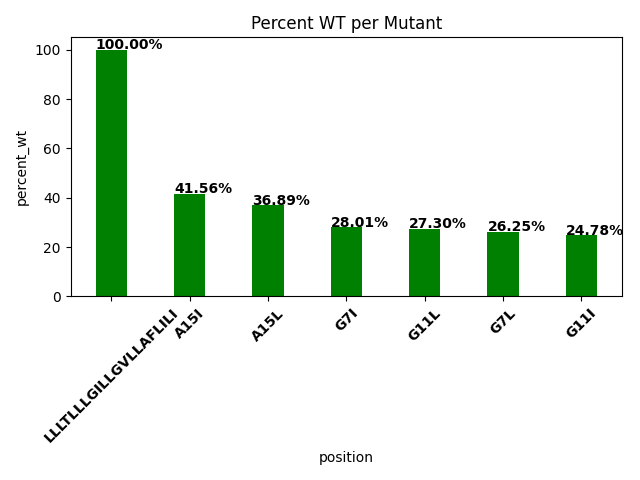 Percent WT per Mutant
percent_wt
100
80
60
40
20
0
100.00%
41.56%
36.89%
28.01%
27.30%
26.25%
24.78%
LLLTLLLGILLGVLLAFLILI
A15I
A15L
G7I
G11L
G7L
G11I
position